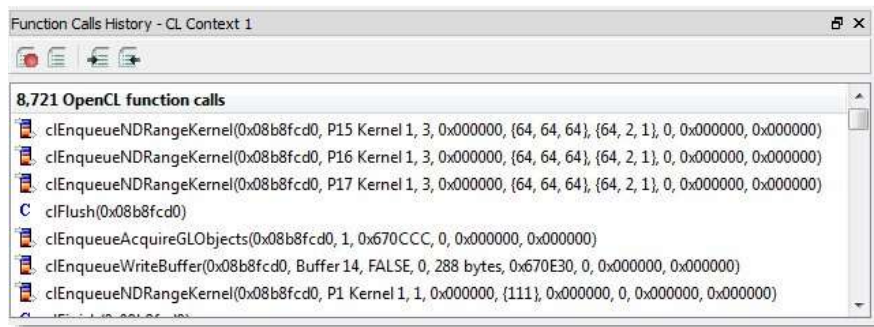 Function Calls History - CL Context 1
8,721 OpenCL function calls
clEnqueueNDRangeKernel(0x08b8fcd0, P15 Kernel 1, 3, 0x000000, {64, 64, 64}, {64, 2, 1}, 0, 0x000000, 0x000000)
clEnqueueNDRangeKernel(0x08b8fcd0, P16 Kernel 1, 3, 0x000000, {64, 64, 64}, {64, 2, 1}, 0, 0x000000, 0x000000)
clEnqueueNDRangeKernel(0x08b8fcd0, P17 Kernel 1, 3, 0x000000, {64, 64, 64}, {64, 2, 1}, 0, 0x000000, 0x000000)
C clFlush(0x08b8fcd0)
clEnqueueAcquireGLObjects(0x08b8fcd0, 1, 0x670CCC, 0, 0x000000, 0x000000)
clEnqueueWriteBuffer(0x08b8fcd0, Buffer 14, FALSE, 0, 288 bytes, 0x670E30, 0, 0x000000, 0x000000)
clEnqueueNDRangeKernel(0x08b8fcd0, P1 Kernel 1, 1, 0x000000, {111}, 0x000000, 0, 0x000000, 0x000000)